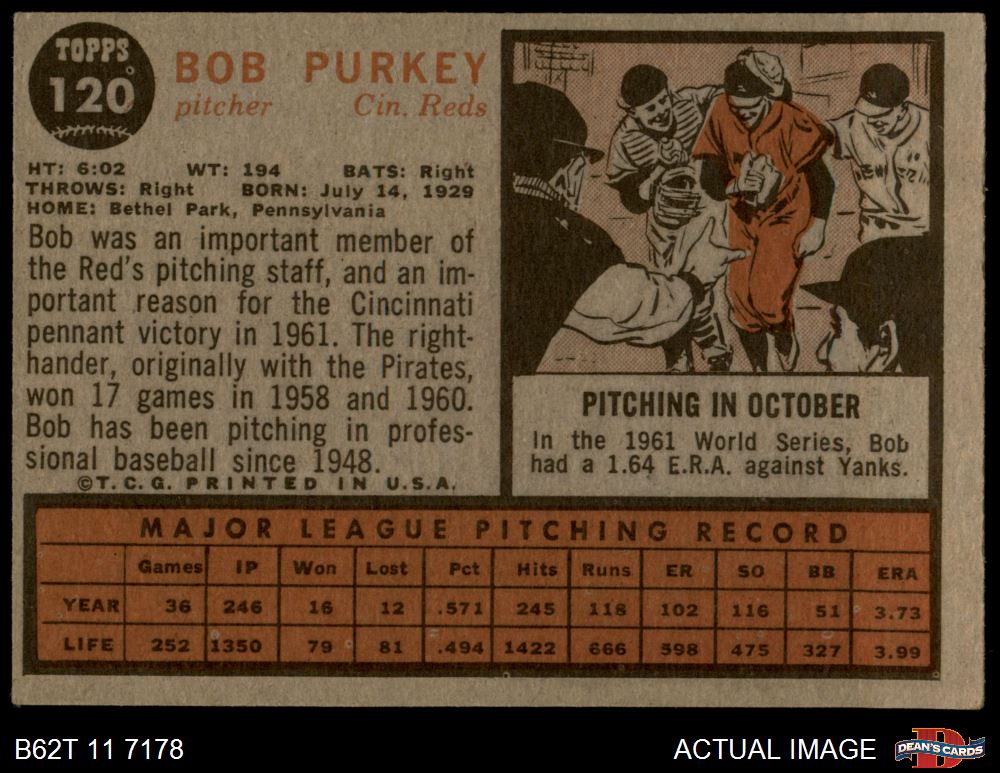 TOPPS
120
BOB PURKEY
pitcher Cin. Reds
HT: 6:02 WT: 194 BATS: Right
THROWS: Right BORN: July 14, 1929
HOME: Bethel Park, Pennsylvania
Bob was an important member of
the Red's pitching staff, and an im-
portant reason for the Cincinnati
pennant victory in 1961. The right-
hander, originally with the Pirates,
won 17 games in 1958 and 1960.
Bob has been pitching in profes-
sional baseball since 1948.
©T.C.G. PRINTED IN U.S.A.
PITCHING IN OCTOBER
In the 1961 World Series, Bob
had a 1.64 E.R.A. against Yanks.
MAJOR LEAGUE PITCHING RECORD
Games IP Won Lost Pct Hits Runs ER SO BB ERA
YEAR 36 246 16 12 .571 245 118 102 116 51 3.73
LIFE 252 1350 79 81 .494 1422 666 598 475 327 3.99
B62T 11 7178
ACTUAL IMAGE
DEAN'S CARDS